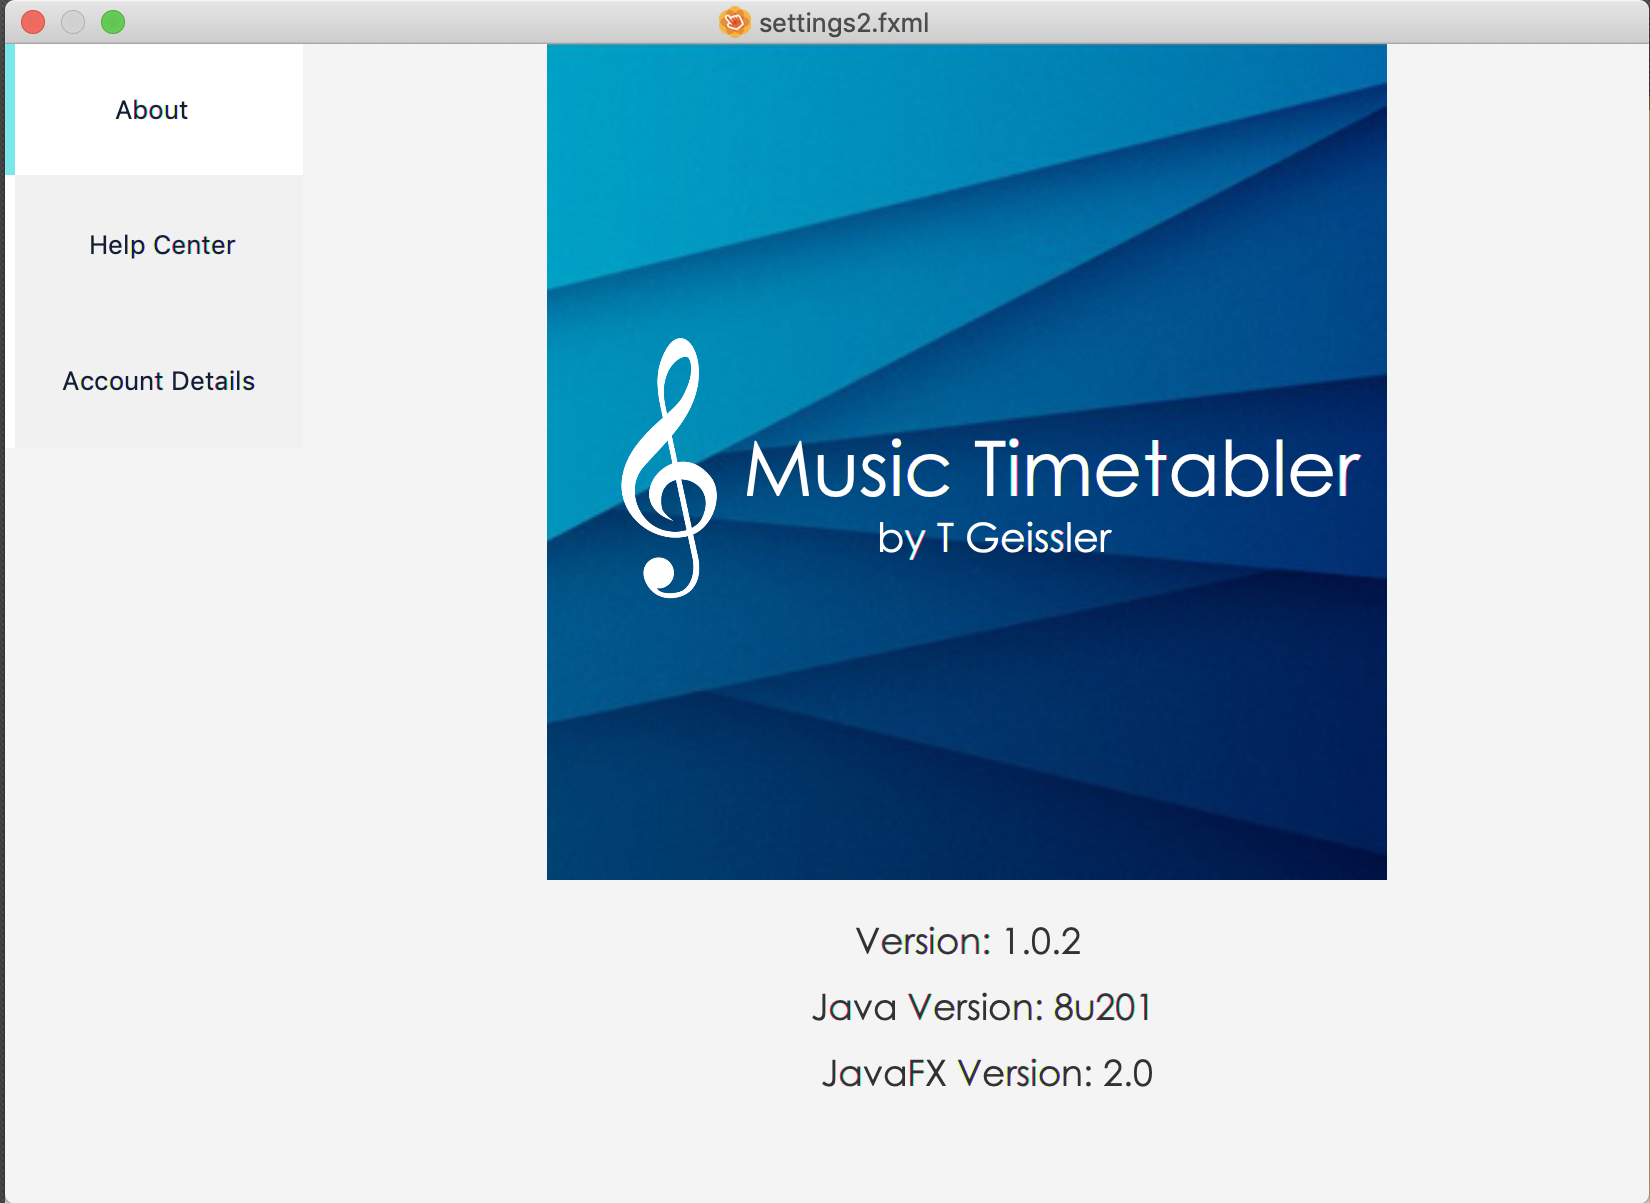 settings2.fxml
About
Help Center
Account Details
Music Timetabler
by T Geissler
Version: 1.0.2
Java Version: 8u201
JavaFX Version: 2.0